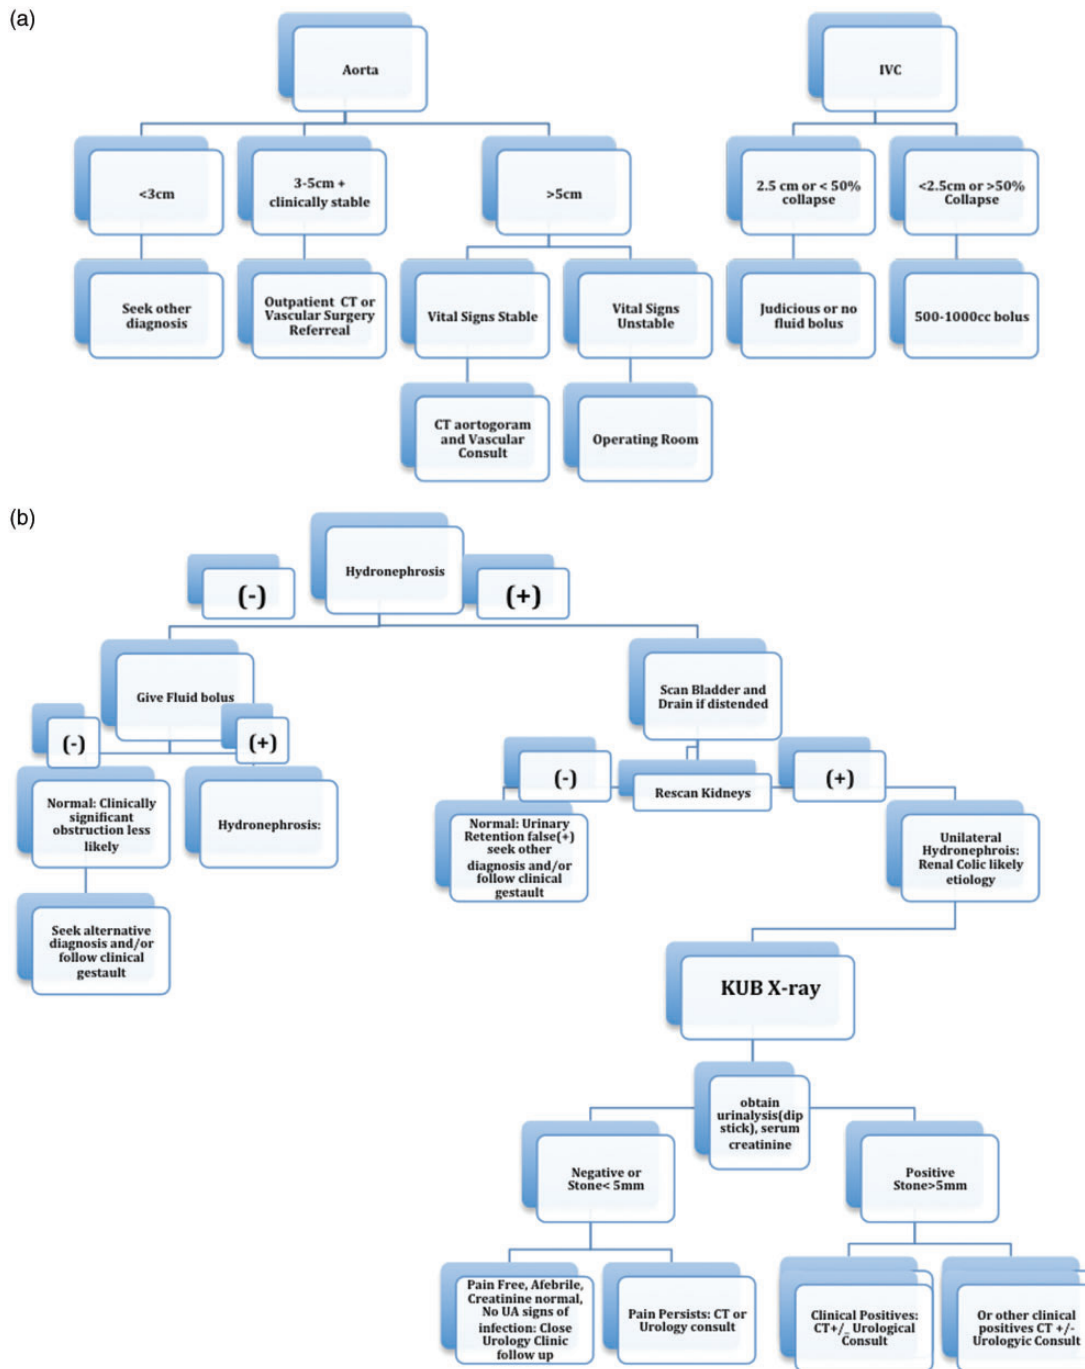 (a)
Aorta
IVC
<3cm
3-5cm +
clinically stable
>5cm
2.5 cm or < 50%
collapse
<2.5cm or >50%
Collapse
Seek other
diagnosis
Outpatient CT or
Vascular Surgery
Referreal
Vital Signs Stable
Vital Signs
Unstable
Judicious or no
fluid bolus
500-1000cc bolus
CT aortogoram
and Vascular
Consult
Operating Room
(b)
Hydronephrosis
(-)
(+)
Give Fluid bolus
Scan Bladder and
Drain if distended
(-)
(+)
(-)
Rescan Kidneys
(+)
Normal: Clinically
significant
obstruction less
likely
Hydronephrosis:
Normal: Urinary
Retention false(+)
seek other
diagnosis and/or
follow clinical
gestault
Unilateral
Hydronephrois:
Renal Colic likely
etiology
Seek alternative
diagnosis and/or
follow clinical
gestault
KUB X-ray
obtain
urinalysis(dip
stick), serum
creatinine
Negative or
Stone< 5mm
Positive
Stone>5mm
Pain Free, Afebrile,
Creatinine normal,
No UA signs of
infection: Close
Urology Clinic
follow up
Pain Persists: CT or
Urology consult
Clinical Positives:
CT+/_ Urological
Consult
Or other clinical
positives CT +/-
Urologyic Consult